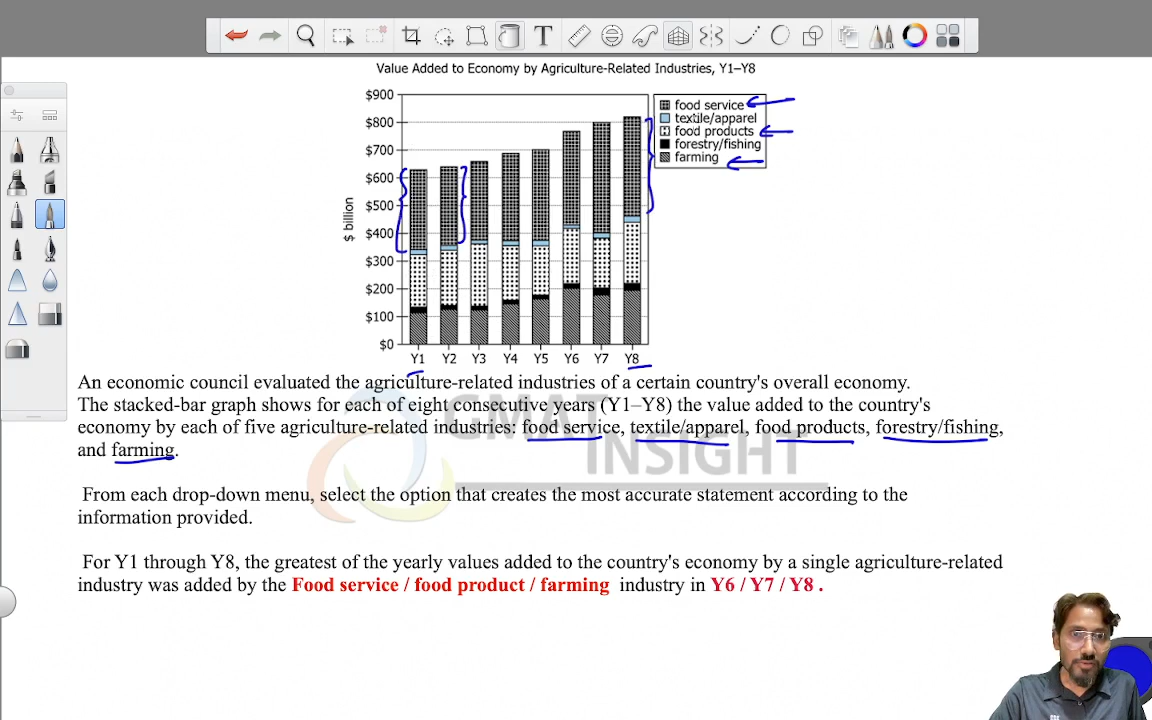 T
Value Added to Economy by Agriculture-Related Industries, Y1–Y8
$900
$800
$700
$600
$500
$400
$300
$200
$100
$0
$ billion
Y1 Y2 Y3 Y4 Y5 Y6 Y7 Y8
food service
textile/apparel
food products
forestry/fishing
farming
An economic council evaluated the agriculture-related industries of a certain country's overall economy.
The stacked-bar graph shows for each of eight consecutive years (Y1–Y8) the value added to the country's
economy by each of five agriculture-related industries: food service, textile/apparel, food products, forestry/fishing,
and farming.
GMAT
INSIGHT
From each drop-down menu, select the option that creates the most accurate statement according to the
information provided.
For Y1 through Y8, the greatest of the yearly values added to the country's economy by a single agriculture-related
industry was added by the Food service / food product / farming industry in Y6 / Y7 / Y8 .